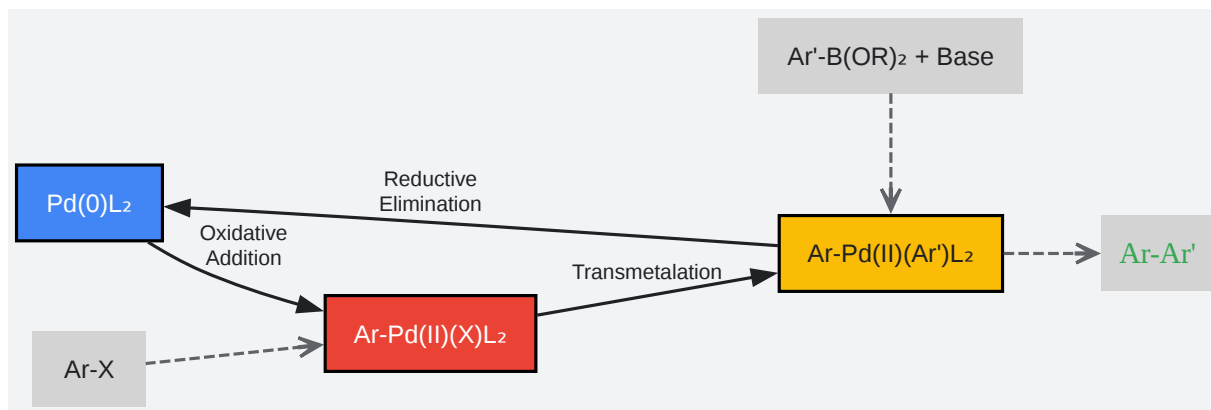 Ar'-B(OR)₂ + Base
Reductive
Elimination
Pd(0)L₂
Oxidative
Addition
Ar-Pd(II)(Ar')L₂
Ar-Ar'
Transmetalation
Ar-Pd(II)(X)L₂
Ar-X